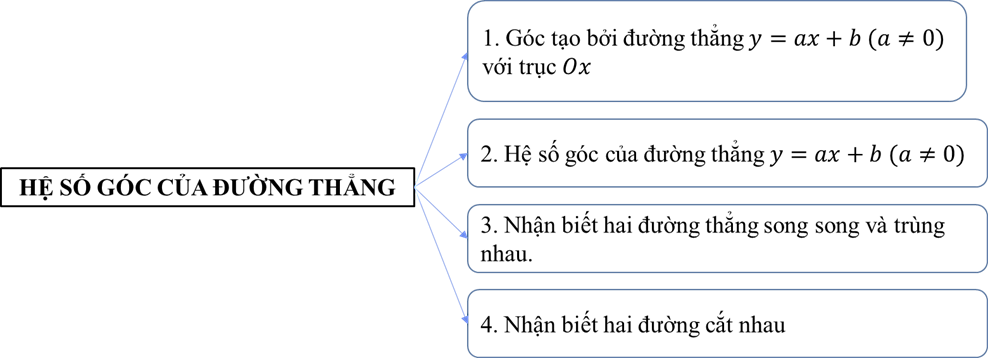 HỆ SỐ GÓC CỦA ĐƯỜNG THẲNG
1. Góc tạo bởi đường thẳng y = ax + b (a ≠ 0)
với trục Ox
2. Hệ số góc của đường thẳng y = ax + b (a ≠ 0)
3. Nhận biết hai đường thẳng song song và trùng
nhau.
4. Nhận biết hai đường cắt nhau